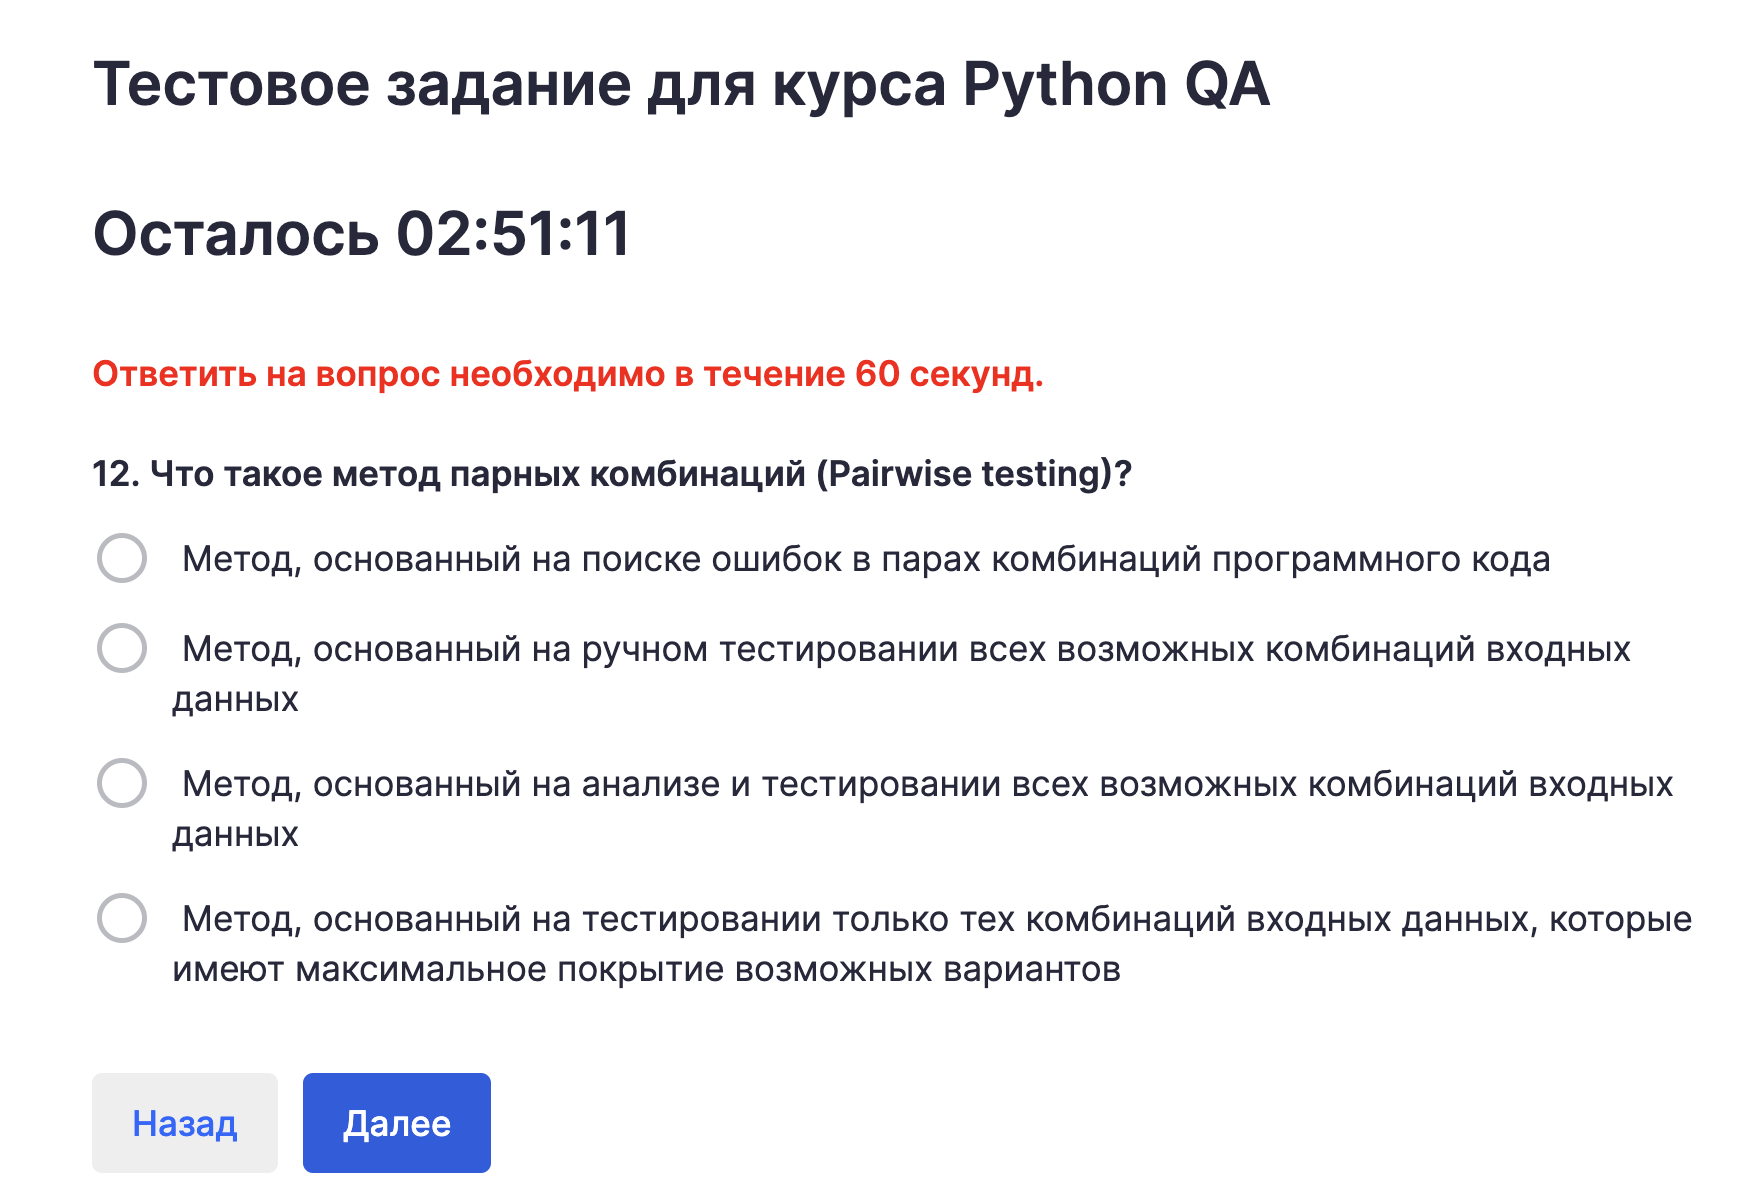 Тестовое задание для курса Python QA
Осталось 02:51:11
Ответить на вопрос необходимо в течение 60 секунд.
12. Что такое метод парных комбинаций (Pairwise testing)?
Метод, основанный на поиске ошибок в парах комбинаций программного кода
Метод, основанный на ручном тестировании всех возможных комбинаций входных
данных
Метод, основанный на анализе и тестировании всех возможных комбинаций входных
данных
Метод, основанный на тестировании только тех комбинаций входных данных, которые
имеют максимальное покрытие возможных вариантов
Назад
Далее